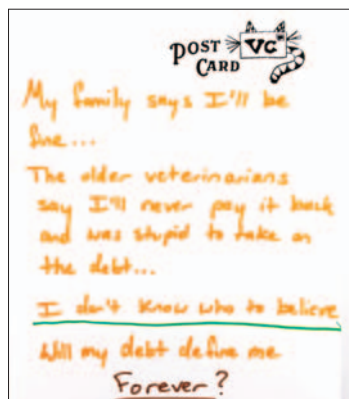 POST VC
CARD
My family says I'll be
fine...
The older veterinarians
say I'll never pay it back
and was stupid to take on
the debt...
I don't know who to believe
Will my debt define me
Forever?